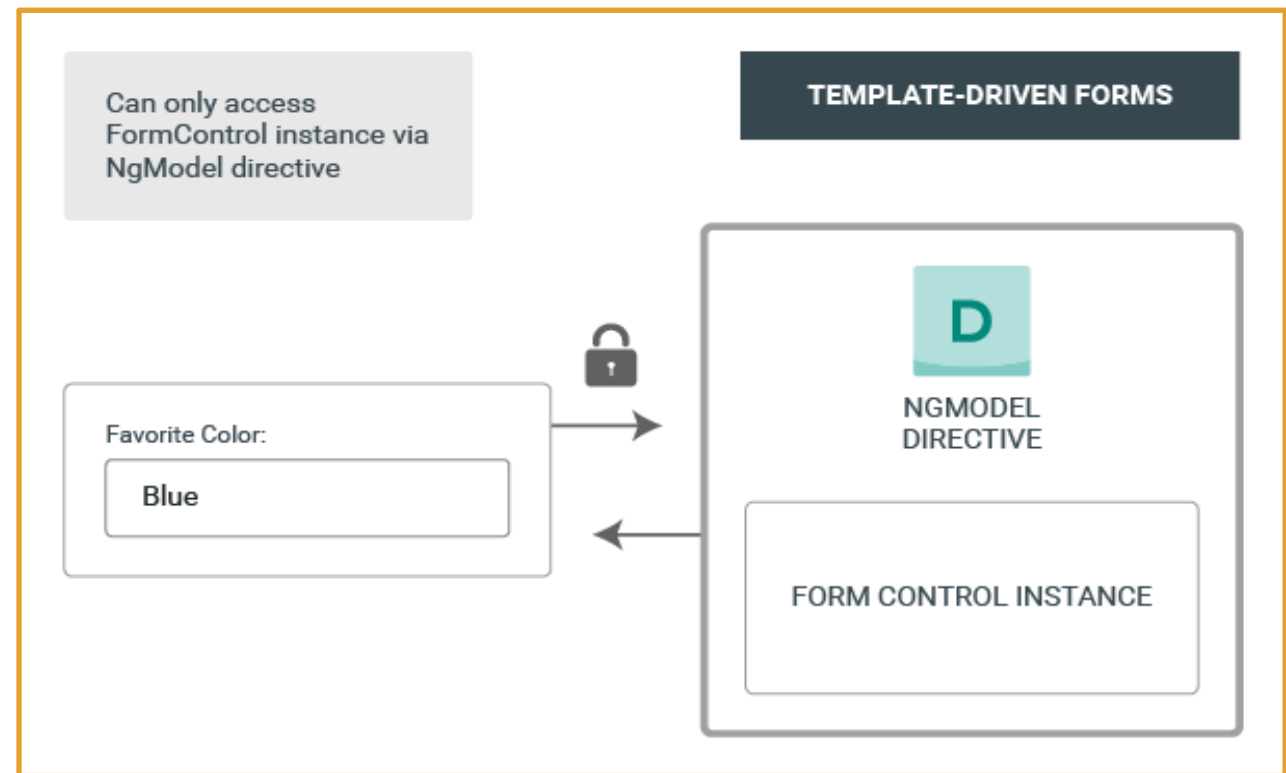 Can only access
FormControl instance via
NgModel directive
TEMPLATE-DRIVEN FORMS
D
NGMODEL
DIRECTIVE
Favorite Color:
Blue
FORM CONTROL INSTANCE